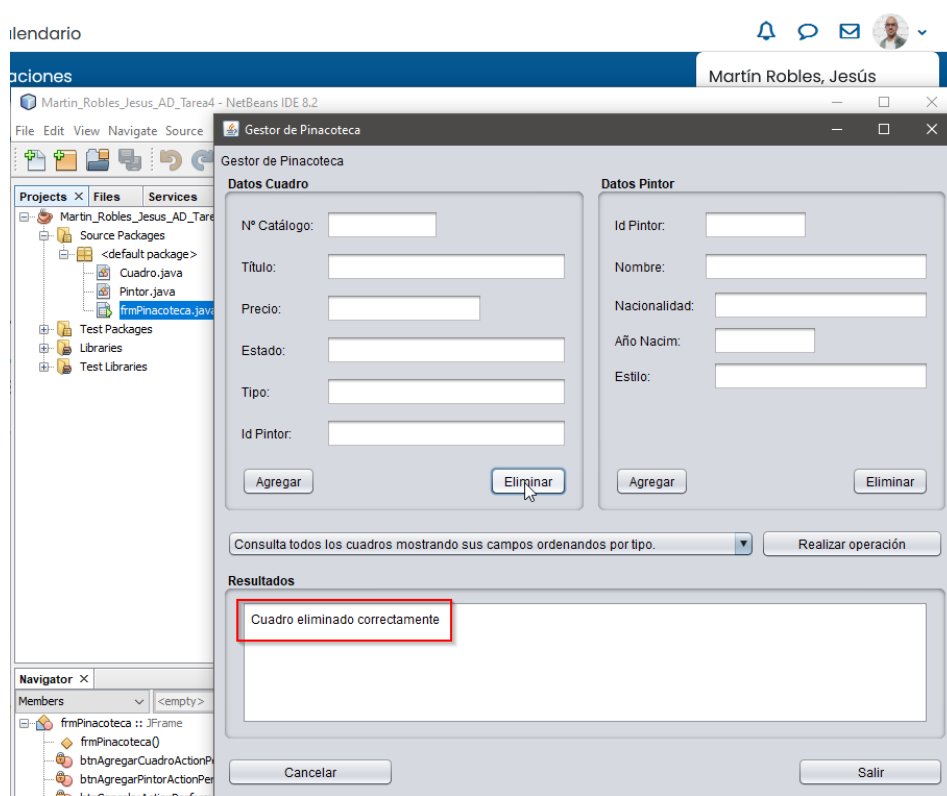 lendario
aciones
Martín Robles, Jesús
Martin_Robles_Jesus_AD_Tarea4 - NetBeans IDE 8.2
File Edit View Navigate Source
Gestor de Pinacoteca
Gestor de Pinacoteca
Projects Files Services
Martin_Robles_Jesus_AD_Tare
Source Packages
<default package>
Cuadro.java
Pintor.java
frmPinacoteca.java
Test Packages
Libraries
Test Libraries
Datos Cuadro
Nº Catálogo:
Título:
Precio:
Estado:
Tipo:
Id Pintor:
Agregar Eliminar
Datos Pintor
Id Pintor:
Nombre:
Nacionalidad:
Año Nacim:
Estilo:
Agregar Eliminar
Consulta todos los cuadros mostrando sus campos ordenandos por tipo.
Realizar operación
Resultados
Cuadro eliminado correctamente
Cancelar Salir
Navigator
Members <empty>
frmPinacoteca :: JFrame
frmPinacoteca()
btnAgregarCuadroActionPe
btnAgregarPintorActionPer